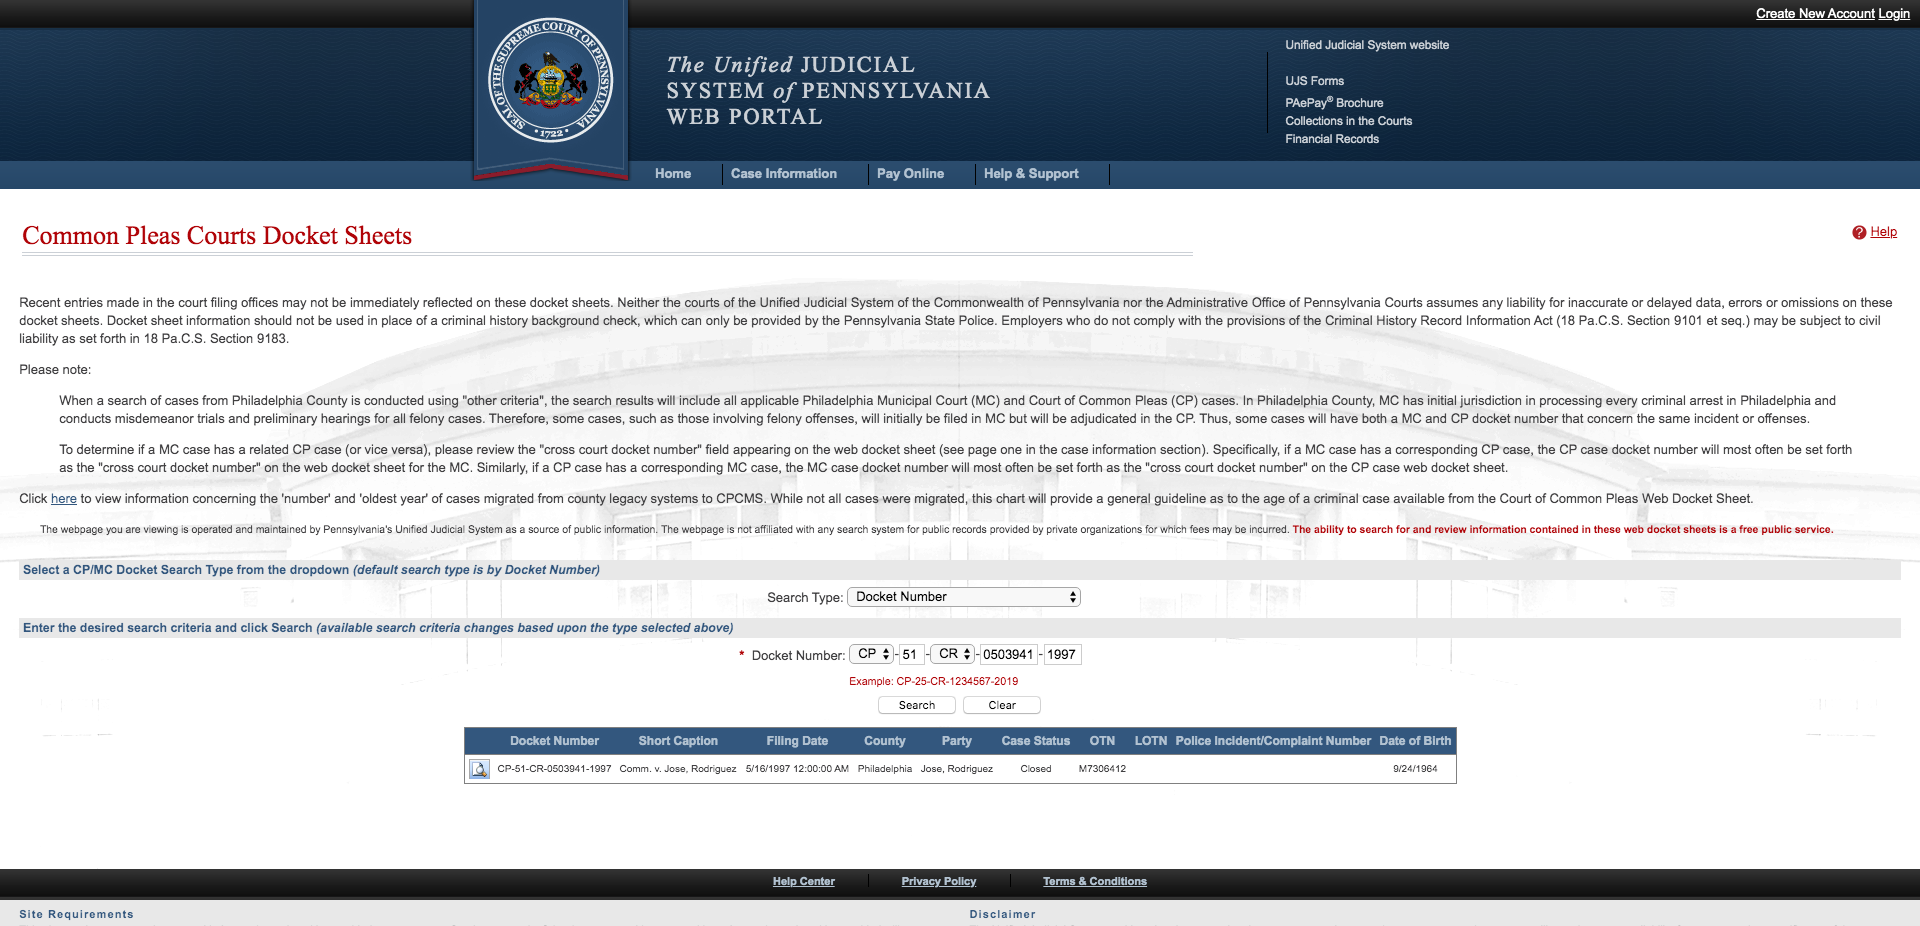 Create New Account Login
SEAL OF THE SUPREME COURT OF PENNSYLVANIA
• 1722 •
The Unified JUDICIAL
SYSTEM of PENNSYLVANIA
WEB PORTAL
Unified Judicial System website
UJS Forms
PAePay® Brochure
Collections in the Courts
Financial Records
Home Case Information Pay Online Help & Support
Common Pleas Courts Docket Sheets
? Help
Recent entries made in the court filing offices may not be immediately reflected on these docket sheets. Neither the courts of the Unified Judicial System of the Commonwealth of Pennsylvania nor the Administrative Office of Pennsylvania Courts assumes any liability for inaccurate or delayed data, errors or omissions on these
docket sheets. Docket sheet information should not be used in place of a criminal history background check, which can only be provided by the Pennsylvania State Police. Employers who do not comply with the provisions of the Criminal History Record Information Act (18 Pa.C.S. Section 9101 et seq.) may be subject to civil
liability as set forth in 18 Pa.C.S. Section 9183.
Please note:
When a search of cases from Philadelphia County is conducted using "other criteria", the search results will include all applicable Philadelphia Municipal Court (MC) and Court of Common Pleas (CP) cases. In Philadelphia County, MC has initial jurisdiction in processing every criminal arrest in Philadelphia and
conducts misdemeanor trials and preliminary hearings for all felony cases. Therefore, some cases, such as those involving felony offenses, will initially be filed in MC but will be adjudicated in the CP. Thus, some cases will have both a MC and CP docket number that concern the same incident or offenses.
To determine if a MC case has a related CP case (or vice versa), please review the "cross court docket number" field appearing on the web docket sheet (see page one in the case information section). Specifically, if a MC case has a corresponding CP case, the CP case docket number will most often be set forth
as the "cross court docket number" on the web docket sheet for the MC. Similarly, if a CP case has a corresponding MC case, the MC case docket number will most often be set forth as the "cross court docket number" on the CP case web docket sheet.
Click here to view information concerning the 'number' and 'oldest year' of cases migrated from county legacy systems to CPCMS. While not all cases were migrated, this chart will provide a general guideline as to the age of a criminal case available from the Court of Common Pleas Web Docket Sheet.
The webpage you are viewing is operated and maintained by Pennsylvania's Unified Judicial System as a source of public information. The webpage is not affiliated with any search system for public records provided by private organizations for which fees may be incurred. The ability to search for and review information contained in these web docket sheets is a free public service.
Select a CP/MC Docket Search Type from the dropdown (default search type is by Docket Number)
Search Type: Docket Number
Enter the desired search criteria and click Search (available search criteria changes based upon the type selected above)
* Docket Number: CP - 51 - CR - 0503941 - 1997
Example: CP-25-CR-1234567-2019
Search Clear
Docket Number Short Caption Filing Date County Party Case Status OTN LOTN Police Incident/Complaint Number Date of Birth
CP-51-CR-0503941-1997 Comm. v. Jose, Rodriguez 5/16/1997 12:00:00 AM Philadelphia Jose, Rodriguez Closed M7306412 9/24/1964
Help Center Privacy Policy Terms & Conditions
Site Requirements Disclaimer